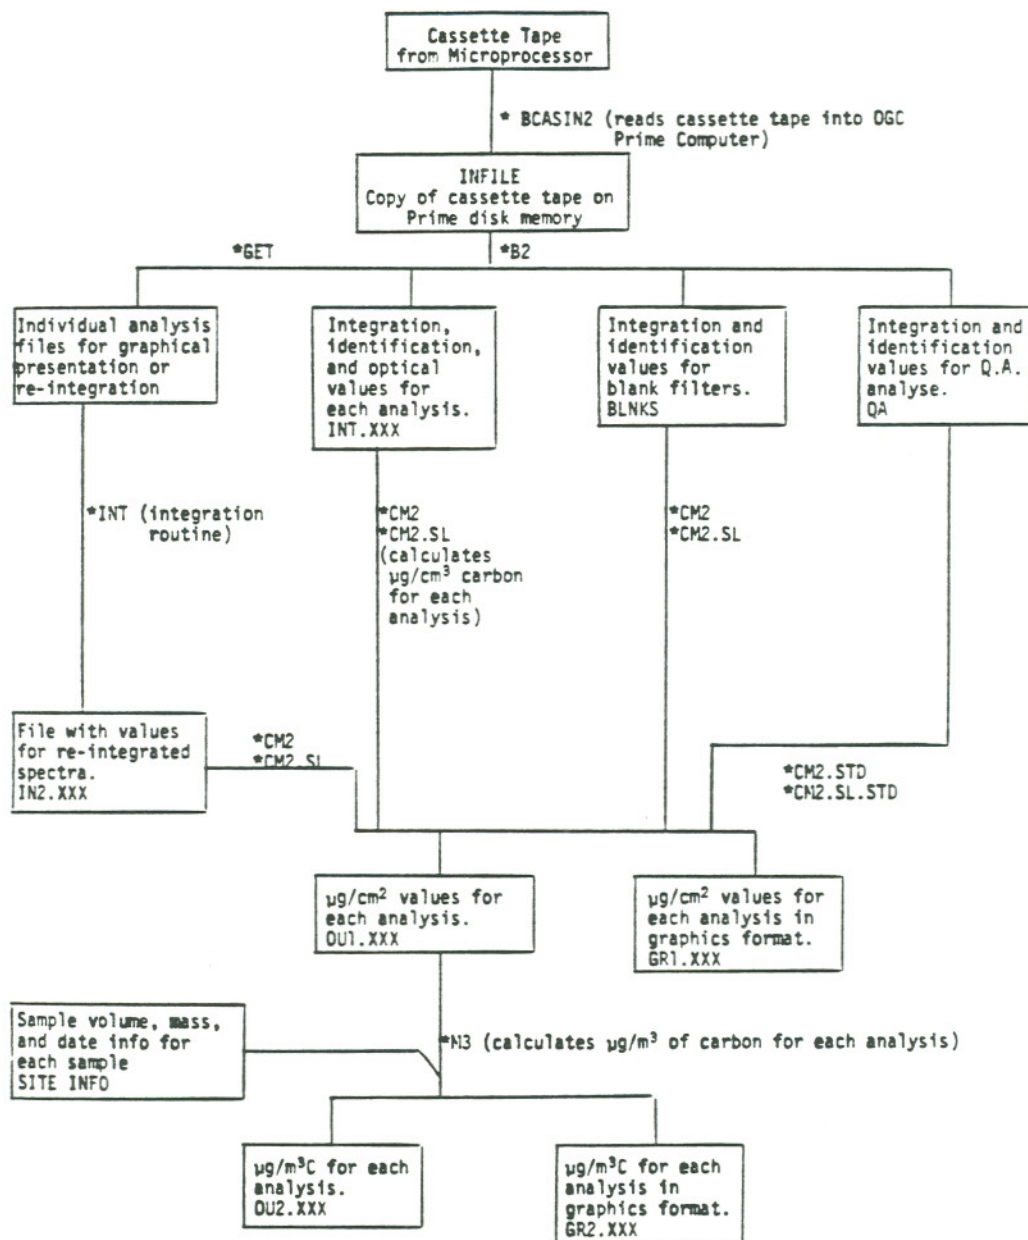 Cassette Tape
from Microprocessor
* BCASIN2 (reads cassette tape into OGC
Prime Computer)
INFILE
Copy of cassette tape on
Prime disk memory
*GET
*B2
Individual analysis
files for graphical
presentation or
re-integration
Integration,
identification,
and optical
values for
each analysis.
INT.XXX
Integration and
identification
values for
blank filters.
BLNKS
Integration and
identification
values for Q.A.
analyse.
QA
*INT (integration
routine)
*CM2
*CM2.SL
(calculates
µg/cm³ carbon
for each
analysis)
*CM2
*CM2.SL
File with values
for re-integrated
spectra.
IN2.XXX
*CM2
*CM2.SL
*CM2.STD
*CM2.SL.STD
µg/cm² values for
each analysis.
OU1.XXX
µg/cm² values for
each analysis in
graphics format.
GR1.XXX
Sample volume, mass,
and date info for
each sample
SITE INFO
*M3 (calculates µg/m³ of carbon for each analysis)
µg/m³C for each
analysis.
OU2.XXX
µg/m³C for each
analysis in
graphics format.
GR2.XXX